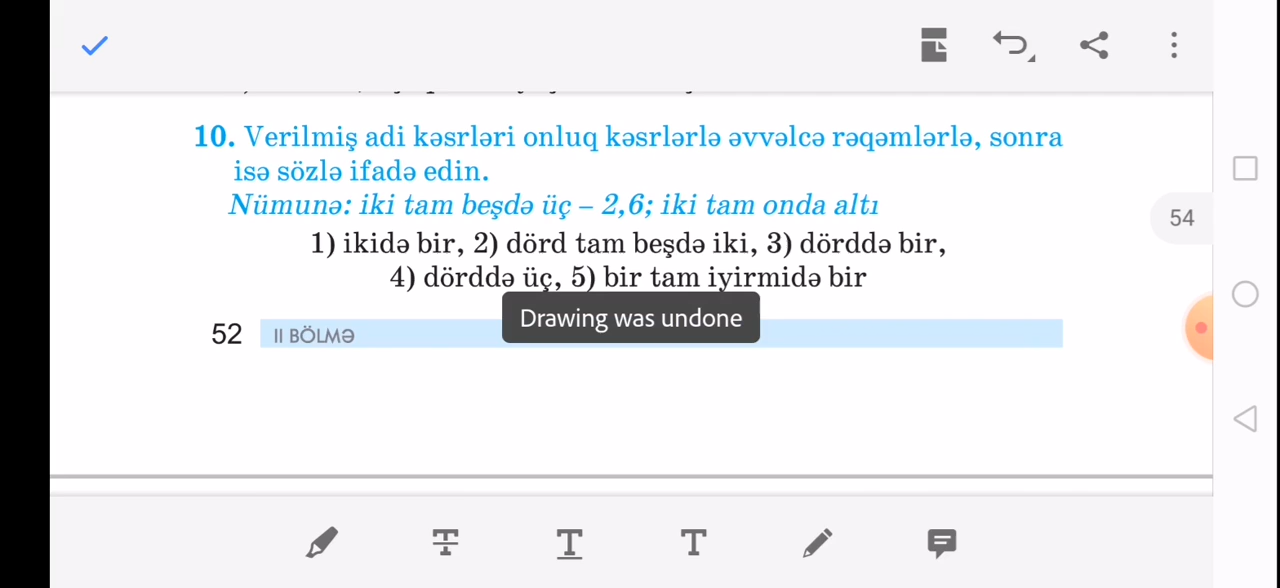 10. Verilmiş adi kəsrləri onluq kəsrlərlə əvvəlcə rəqəmlərlə, sonra
isə sözlə ifadə edin.
Nümunə: iki tam beşdə üç – 2,6; iki tam onda altı
54
1) ikidə bir, 2) dörd tam beşdə iki, 3) dörddə bir,
4) dörddə üç, 5) bir tam iyirmidə bir
Drawing was undone
52 II BÖLMƏ